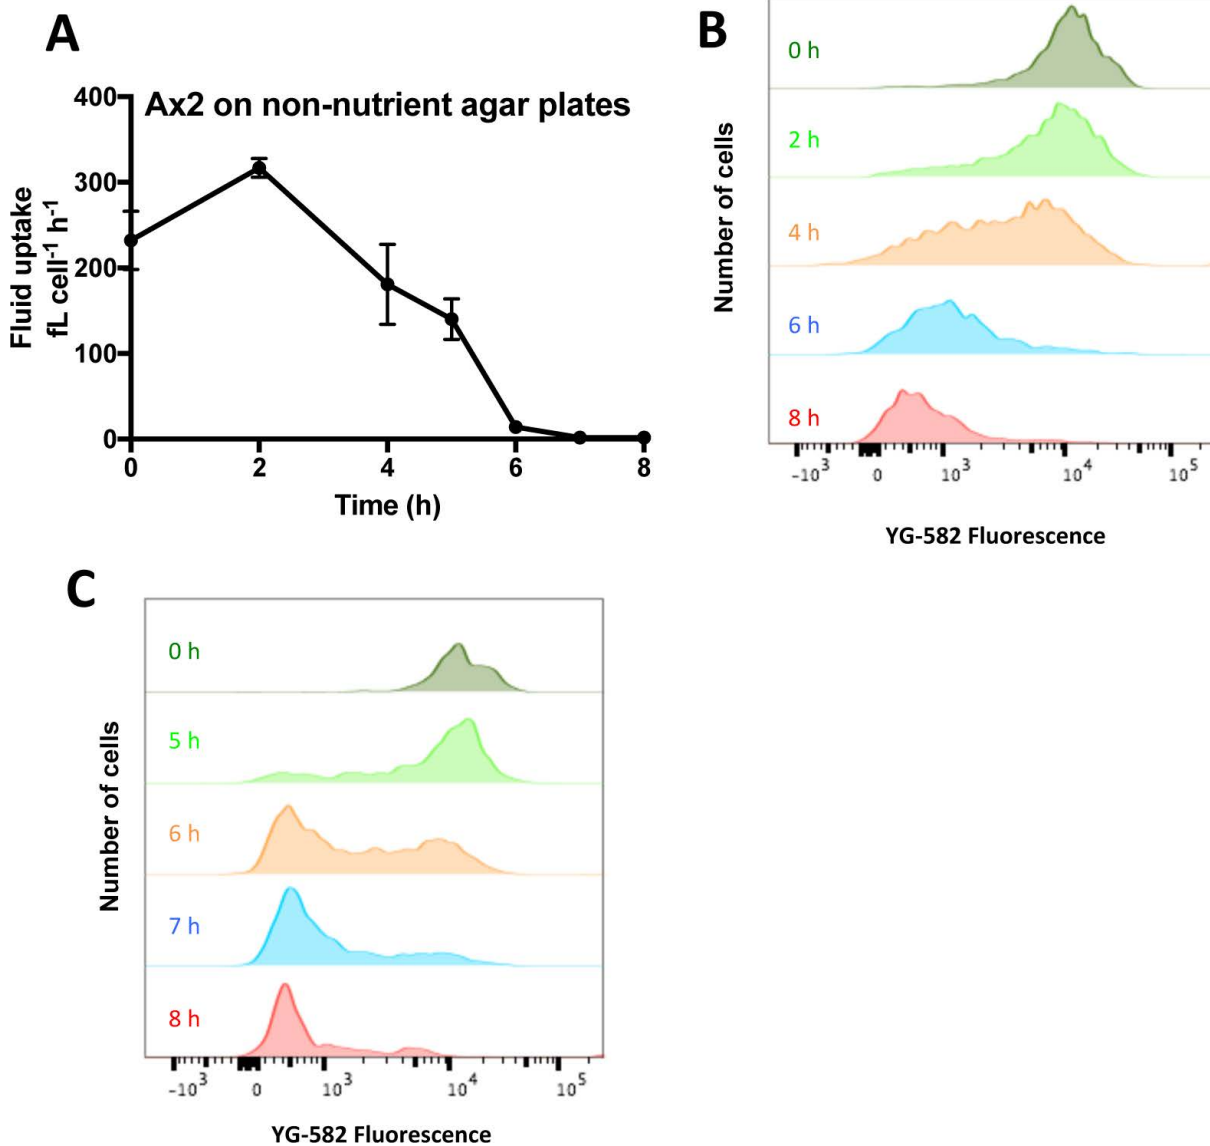 A
Ax2 on non-nutrient agar plates
Fluid uptake
fL cell⁻¹ h⁻¹
400
300
200
100
0
0 2 4 6 8
Time (h)
B
Number of cells
0 h
2 h
4 h
6 h
8 h
-10³ 0 10³ 10⁴ 10⁵
YG-582 Fluorescence
C
Number of cells
0 h
5 h
6 h
7 h
8 h
-10³ 0 10³ 10⁴ 10⁵
YG-582 Fluorescence